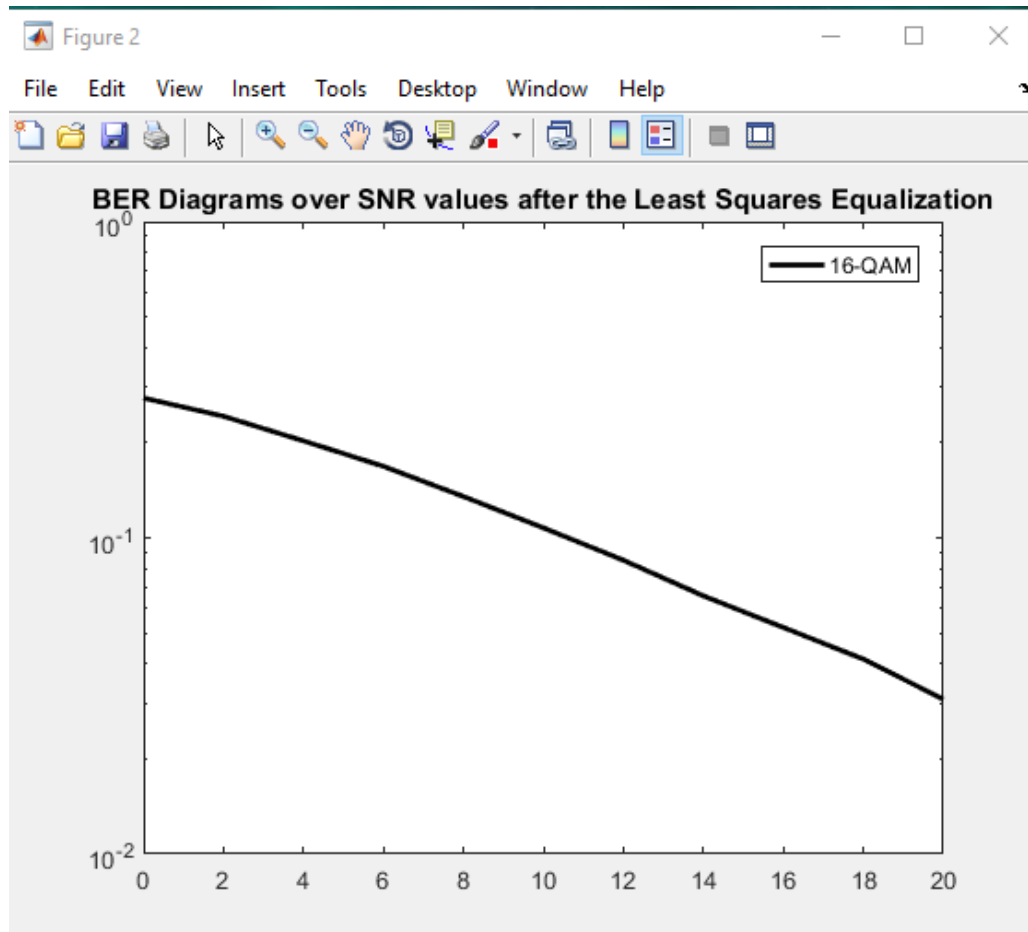 Figure 2
File Edit View Insert Tools Desktop Window Help
BER Diagrams over SNR values after the Least Squares Equalization
10^0
16-QAM
10^-1
10^-2
0 2 4 6 8 10 12 14 16 18 20